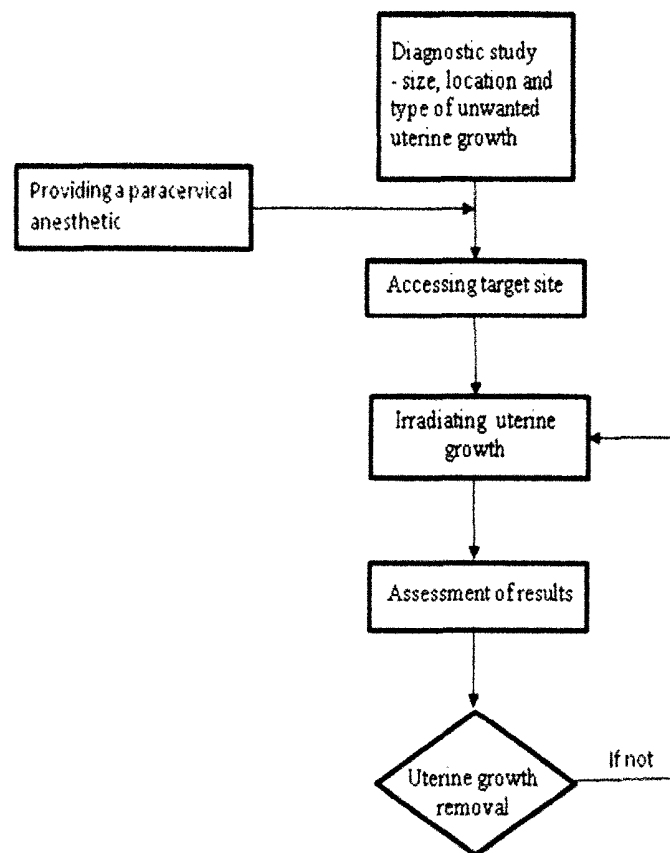 Diagnostic study
- size, location and
type of unwanted
uterine growth
Providing a paracervical
anesthetic
Accessing target site
Irradiating uterine
growth
Assessment of results
Uterine growth
removal
If not